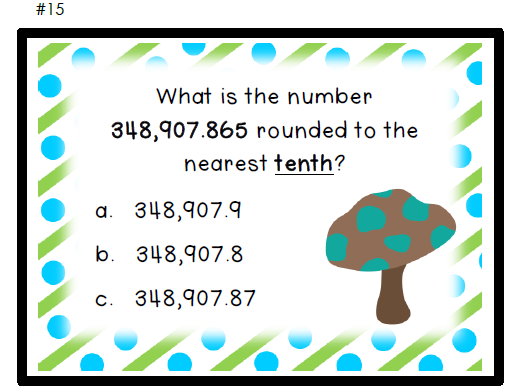 #15
What is the number
348,907.865 rounded to the
nearest tenth?
a. 348,907.9
b. 348,907.8
c. 348,907.87